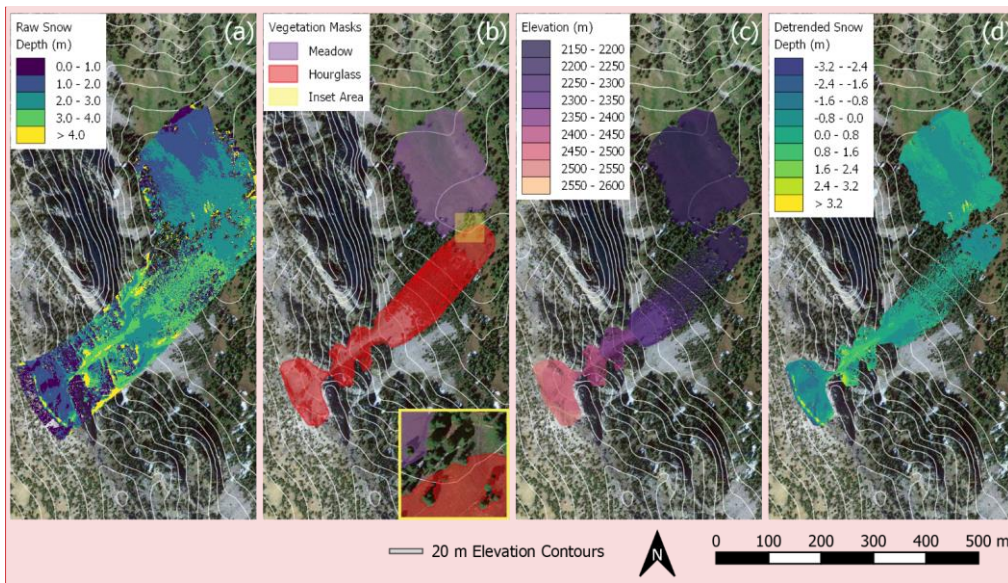 Raw Snow
Depth (m)
0.0 - 1.0
1.0 - 2.0
2.0 - 3.0
3.0 - 4.0
> 4.0
(a)
Vegetation Masks
Meadow
Hourglass
Inset Area
(b)
Elevation (m)
2150 - 2200
2200 - 2250
2250 - 2300
2300 - 2350
2350 - 2400
2400 - 2450
2450 - 2500
2500 - 2550
2550 - 2600
(c)
Detrended Snow
Depth (m)
-3.2 - -2.4
-2.4 - -1.6
-1.6 - -0.8
-0.8 - 0.0
0.0 - 0.8
0.8 - 1.6
1.6 - 2.4
2.4 - 3.2
> 3.2
(d)
20 m Elevation Contours
N
0 100 200 300 400 500 m